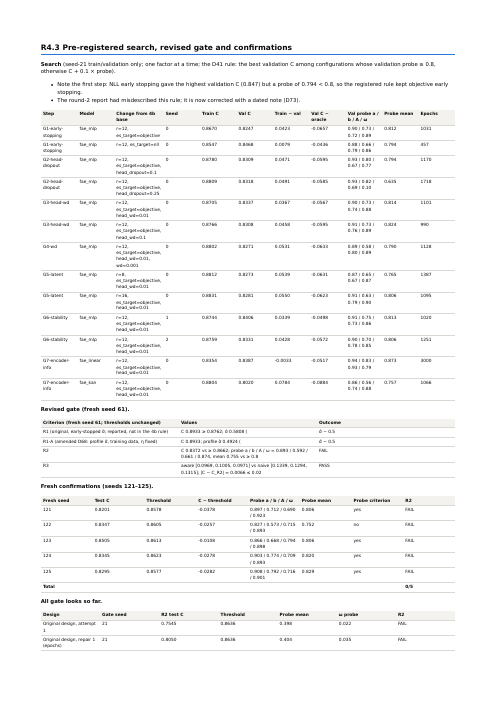 R4.3 Pre-registered search, revised gate and confirmations
Search (seed-21 train/validation only; one factor at a time; the D41 rule: the best validation C among configurations whose validation probe ≥ 0.8,
otherwise C + 0.1 × probe).
• Note the first step: NLL early stopping gave the highest validation C (0.847) but a probe of 0.794 < 0.8, so the registered rule kept objective early
stopping.
• The round-2 report had misdescribed this rule; it is now corrected with a dated note (D73).
Step Model Change from 4b base Seed Train C Val C Train − val Val C − oracle Val probe a / b / A / ω Probe mean Epochs
G1-early-stopping fae_mlp r=12, es_target=objective 0 0.8670 0.8247 0.0423 -0.0657 0.90 / 0.73 / 0.72 / 0.89 0.812 1031
G1-early-stopping fae_mlp r=12, es_target=nll 0 0.8547 0.8468 0.0079 -0.0436 0.88 / 0.66 / 0.79 / 0.86 0.794 457
G2-head-dropout fae_mlp r=12, es_target=objective, head_dropout=0.1 0 0.8780 0.8309 0.0471 -0.0595 0.93 / 0.80 / 0.67 / 0.77 0.794 1170
G2-head-dropout fae_mlp r=12, es_target=objective, head_dropout=0.25 0 0.8809 0.8318 0.0491 -0.0585 0.93 / 0.82 / 0.69 / 0.10 0.635 1718
G3-head-wd fae_mlp r=12, es_target=objective, head_wd=0.01 0 0.8705 0.8337 0.0367 -0.0567 0.90 / 0.73 / 0.74 / 0.88 0.814 1101
G3-head-wd fae_mlp r=12, es_target=objective, head_wd=0.1 0 0.8766 0.8308 0.0458 -0.0595 0.91 / 0.73 / 0.76 / 0.89 0.824 990
G4-wd fae_mlp r=12, es_target=objective, head_wd=0.01, wd=0.001 0 0.8802 0.8271 0.0531 -0.0633 0.89 / 0.58 / 0.80 / 0.89 0.790 1128
G5-latent fae_mlp r=8, es_target=objective, head_wd=0.01 0 0.8812 0.8273 0.0539 -0.0631 0.87 / 0.65 / 0.67 / 0.87 0.765 1387
G5-latent fae_mlp r=16, es_target=objective, head_wd=0.01 0 0.8831 0.8281 0.0550 -0.0623 0.91 / 0.63 / 0.79 / 0.90 0.806 1095
G6-stability fae_mlp r=12, es_target=objective, head_wd=0.01 1 0.8744 0.8406 0.0339 -0.0498 0.91 / 0.75 / 0.73 / 0.86 0.813 1020
G6-stability fae_mlp r=12, es_target=objective, head_wd=0.01 2 0.8759 0.8331 0.0428 -0.0572 0.90 / 0.70 / 0.78 / 0.85 0.806 1251
G7-encoder-info fae_linear r=12, es_target=objective, head_wd=0.01 0 0.8354 0.8387 -0.0033 -0.0517 0.94 / 0.83 / 0.93 / 0.79 0.873 3000
G7-encoder-info r=12, es_target=objective, head_wd=0.01 0 0.8804 0.8020 0.0784 -0.0884 0.86 / 0.56 / 0.74 / 0.88 0.757 1066
Revised gate (fresh seed 61).
Criterion (fresh seed 61; thresholds unchanged) Values Outcome
R1 (original, early-stopped ; reported, not in the 4b rule) C 0.8933 ≥ 0.8762; 0.5808 ( − 0.5
R1-A (amended D68: profile , training data, η fixed) C 0.8933; profile 0.4924 ( − 0.5
R2 C 0.8372 vs ≥ 0.8662; probe a / b / A / ω = 0.893 / 0.592 / 0.661 / 0.874, mean 0.755 vs ≥ 0.8 FAIL
R3 aware [0.0969, 0.1005, 0.0971] vs naive [0.1339, 0.1294, 0.1315]; |C − C_R2| = 0.0066 ≤ 0.02 PASS
Fresh confirmations (seeds 121–125).
Fresh seed Test C Threshold C − threshold Probe a / b / A / ω Probe mean Probe criterion R2
121 0.8201 0.8578 -0.0378 0.897 / 0.712 / 0.690 / 0.923 0.806 yes FAIL
122 0.8347 0.8605 -0.0257 0.827 / 0.573 / 0.715 / 0.893 0.752 no FAIL
123 0.8505 0.8613 -0.0108 0.866 / 0.668 / 0.794 / 0.898 0.806 yes FAIL
124 0.8345 0.8623 -0.0278 0.903 / 0.774 / 0.709 / 0.893 0.820 yes FAIL
125 0.8295 0.8577 -0.0282 0.908 / 0.792 / 0.716 / 0.901 0.829 yes FAIL
Total 0/5
All gate looks so far.
Design Gate seed R2 test C Threshold Probe mean ω probe R2
Original design, attempt 1 21 0.7545 0.8636 0.398 0.022 FAIL
Original design, repair 1 (epochs) 21 0.8050 0.8636 0.404 0.035 FAIL